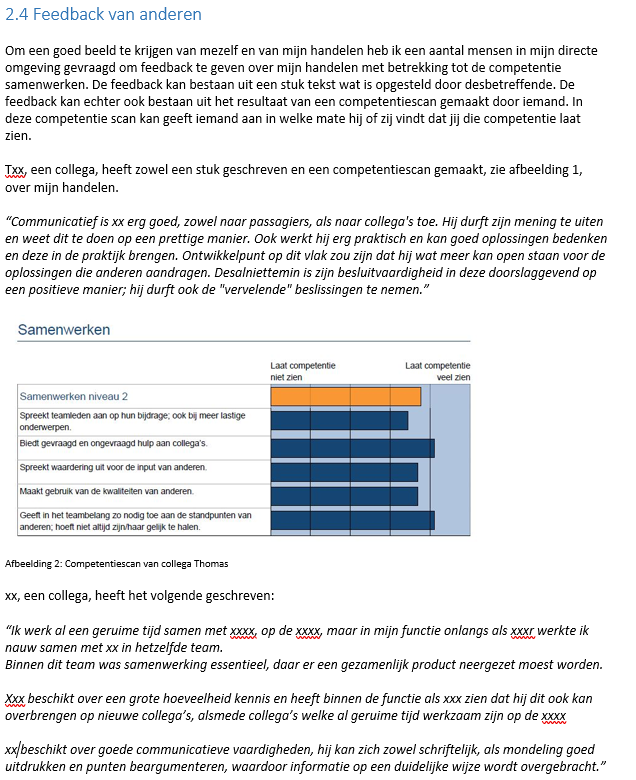 2.4 Feedback van anderen
Om een goed beeld te krijgen van mezelf en van mijn handelen heb ik een aantal mensen in mijn directe
omgeving gevraagd om feedback te geven over mijn handelen met betrekking tot de competentie
samenwerken. De feedback kan bestaan uit een stuk tekst wat is opgesteld door desbetreffende. De
feedback kan echter ook bestaan uit het resultaat van een competentiescan gemaakt door iemand. In
deze competentie scan kan geeft iemand aan in welke mate hij of zij vindt dat jij die competentie laat
zien.
Txx, een collega, heeft zowel een stuk geschreven en een competentiescan gemaakt, zie afbeelding 1,
over mijn handelen.
“Communicatief is xx erg goed, zowel naar passagiers, als naar collega's toe. Hij durft zijn mening te uiten
en weet dit te doen op een prettige manier. Ook werkt hij erg praktisch en kan goed oplossingen bedenken
en deze in de praktijk brengen. Ontwikkelpunt op dit vlak zou zijn dat hij wat meer kan open staan voor de
oplossingen die anderen aandragen. Desalniettemin is zijn besluitvaardigheid in deze doorslaggevend op
een positieve manier; hij durft ook de "vervelende" beslissingen te nemen.”
Samenwerken
Laat competentie niet zien
Laat competentie veel zien
Samenwerken niveau 2
Spreekt teamleden aan op hun bijdrage; ook bij meer lastige
onderwerpen.
Biedt gevraagd en ongevraagd hulp aan collega's.
Spreekt waardering uit voor de input van anderen.
Maakt gebruik van de kwaliteiten van anderen.
Geeft in het teambelang zo nodig toe aan de standpunten van
anderen; hoeft niet altijd zijn/haar gelijk te halen.
Afbeelding 2: Competentiescan van collega Thomas
xx, een collega, heeft het volgende geschreven:
“Ik werk al een geruime tijd samen met xxxx, op de xxxx, maar in mijn functie onlangs als xxxr werkte ik
nauw samen met xx in hetzelfde team.
Binnen dit team was samenwerking essentieel, daar er een gezamenlijk product neergezet moest worden.
Xxx beschikt over een grote hoeveelheid kennis en heeft binnen de functie als xxx zien dat hij dit ook kan
overbrengen op nieuwe collega’s, alsmede collega’s welke al geruime tijd werkzaam zijn op de xxxx
xx beschikt over goede communicatieve vaardigheden, hij kan zich zowel schriftelijk, als mondeling goed
uitdrukken en punten beargumenteren, waardoor informatie op een duidelijke wijze wordt overgebracht.”